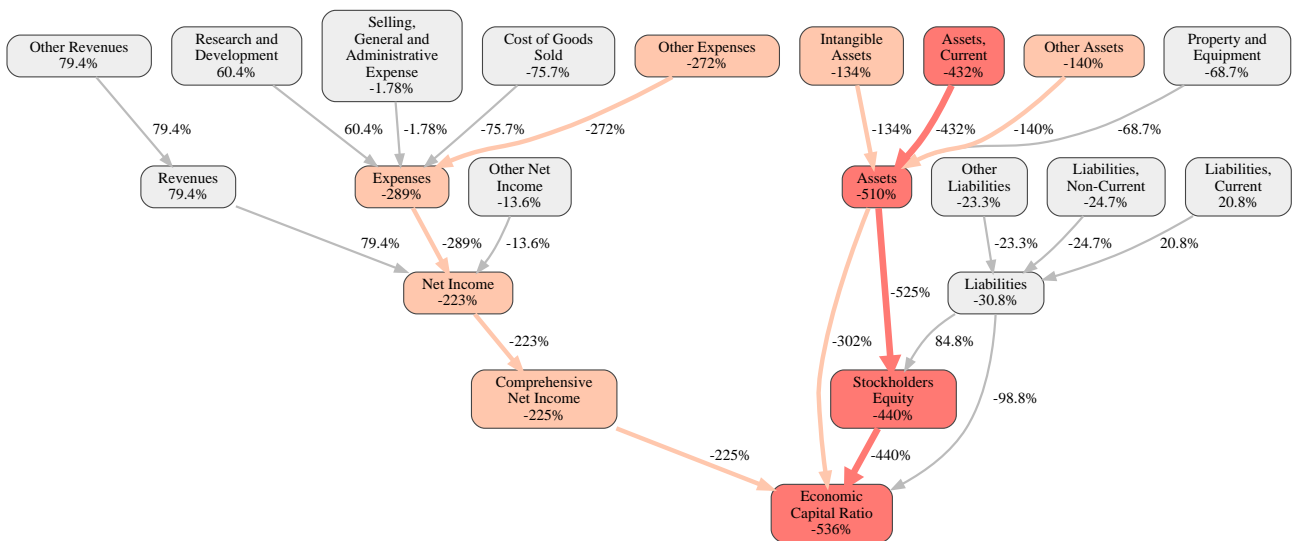 Other Revenues
79.4%
Research and
Development
60.4%
Selling,
General and
Administrative
Expense
-1.78%
Cost of Goods
Sold
-75.7%
Other Expenses
-272%
Intangible
Assets
-134%
Assets,
Current
-432%
Other Assets
-140%
Property and
Equipment
-68.7%
79.4%
60.4%
-1.78%
-75.7%
-272%
-134%
-432%
-140%
-68.7%
Revenues
79.4%
Expenses
-289%
Other Net
Income
-13.6%
Assets
-510%
Other
Liabilities
-23.3%
Liabilities,
Non-Current
-24.7%
Liabilities,
Current
20.8%
79.4%
-289%
-13.6%
-23.3%
-24.7%
20.8%
Net Income
-223%
-525%
Liabilities
-30.8%
-223%
-302%
84.8%
Comprehensive
Net Income
-225%
Stockholders
Equity
-440%
-98.8%
-225%
-440%
Economic
Capital Ratio
-536%